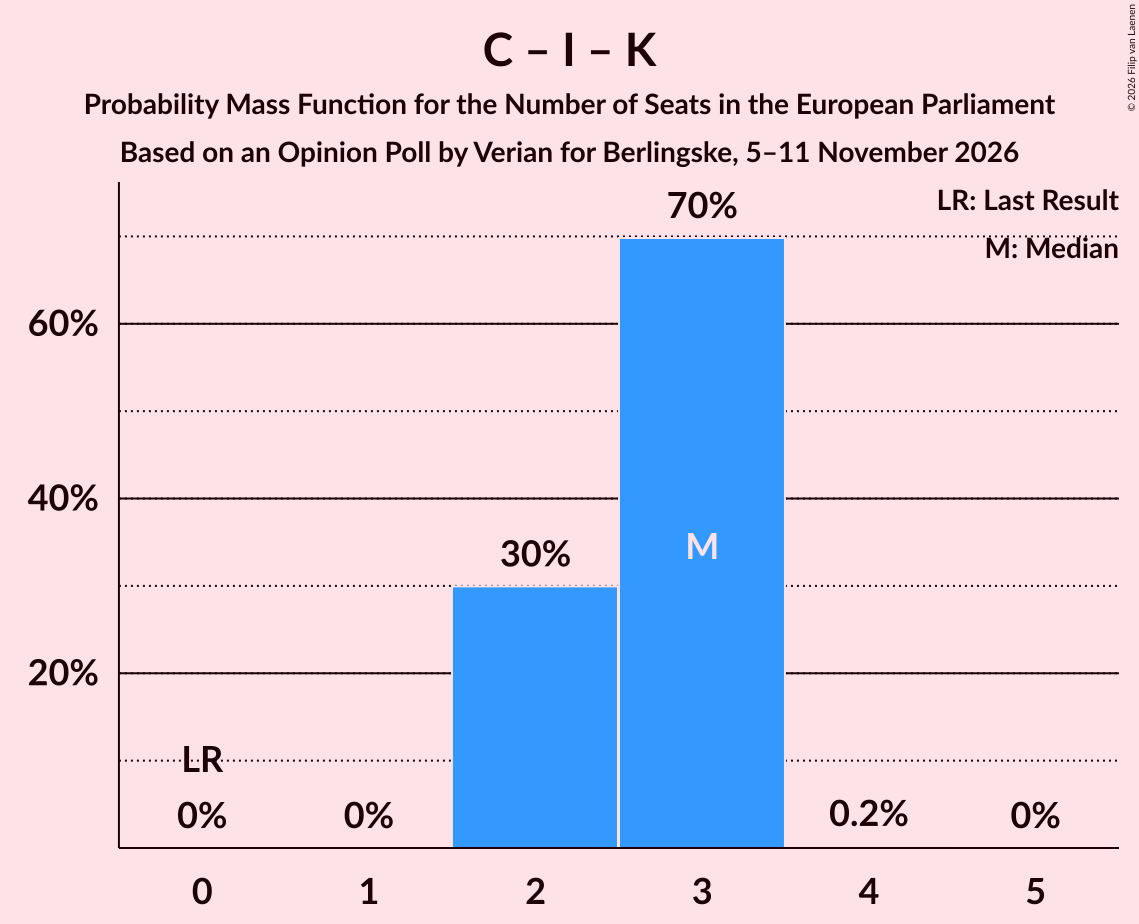 C – I – K
Probability Mass Function for the Number of Seats in the European Parliament
Based on an Opinion Poll by Verian for Berlingske, 5–11 November 2026
© 2026 Filip van Laenen
LR: Last Result
M: Median
70%
60%
40%
30%
M
20%
LR
0%
0%
0.2%
0%
0
1
2
3
4
5